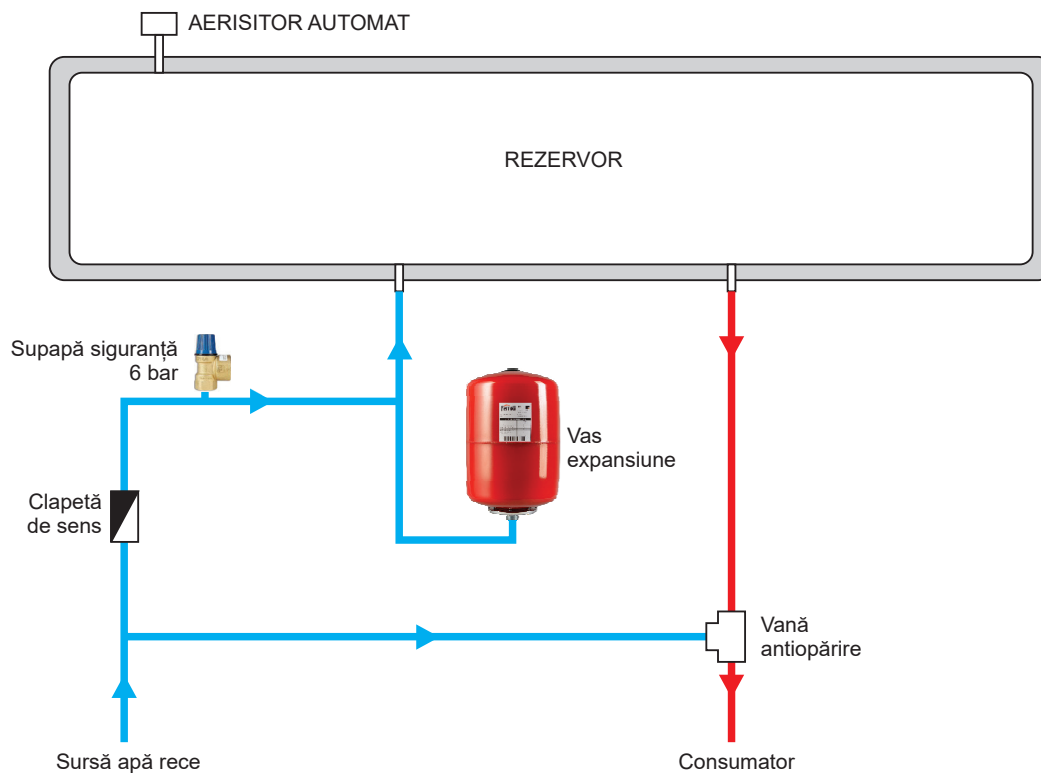 AERISITOR AUTOMAT
REZERVOR
Supapă siguranță
6 bar
Vas
expansiune
Clapetă
de sens
Vană
antiopărire
Sursă apă rece
Consumator